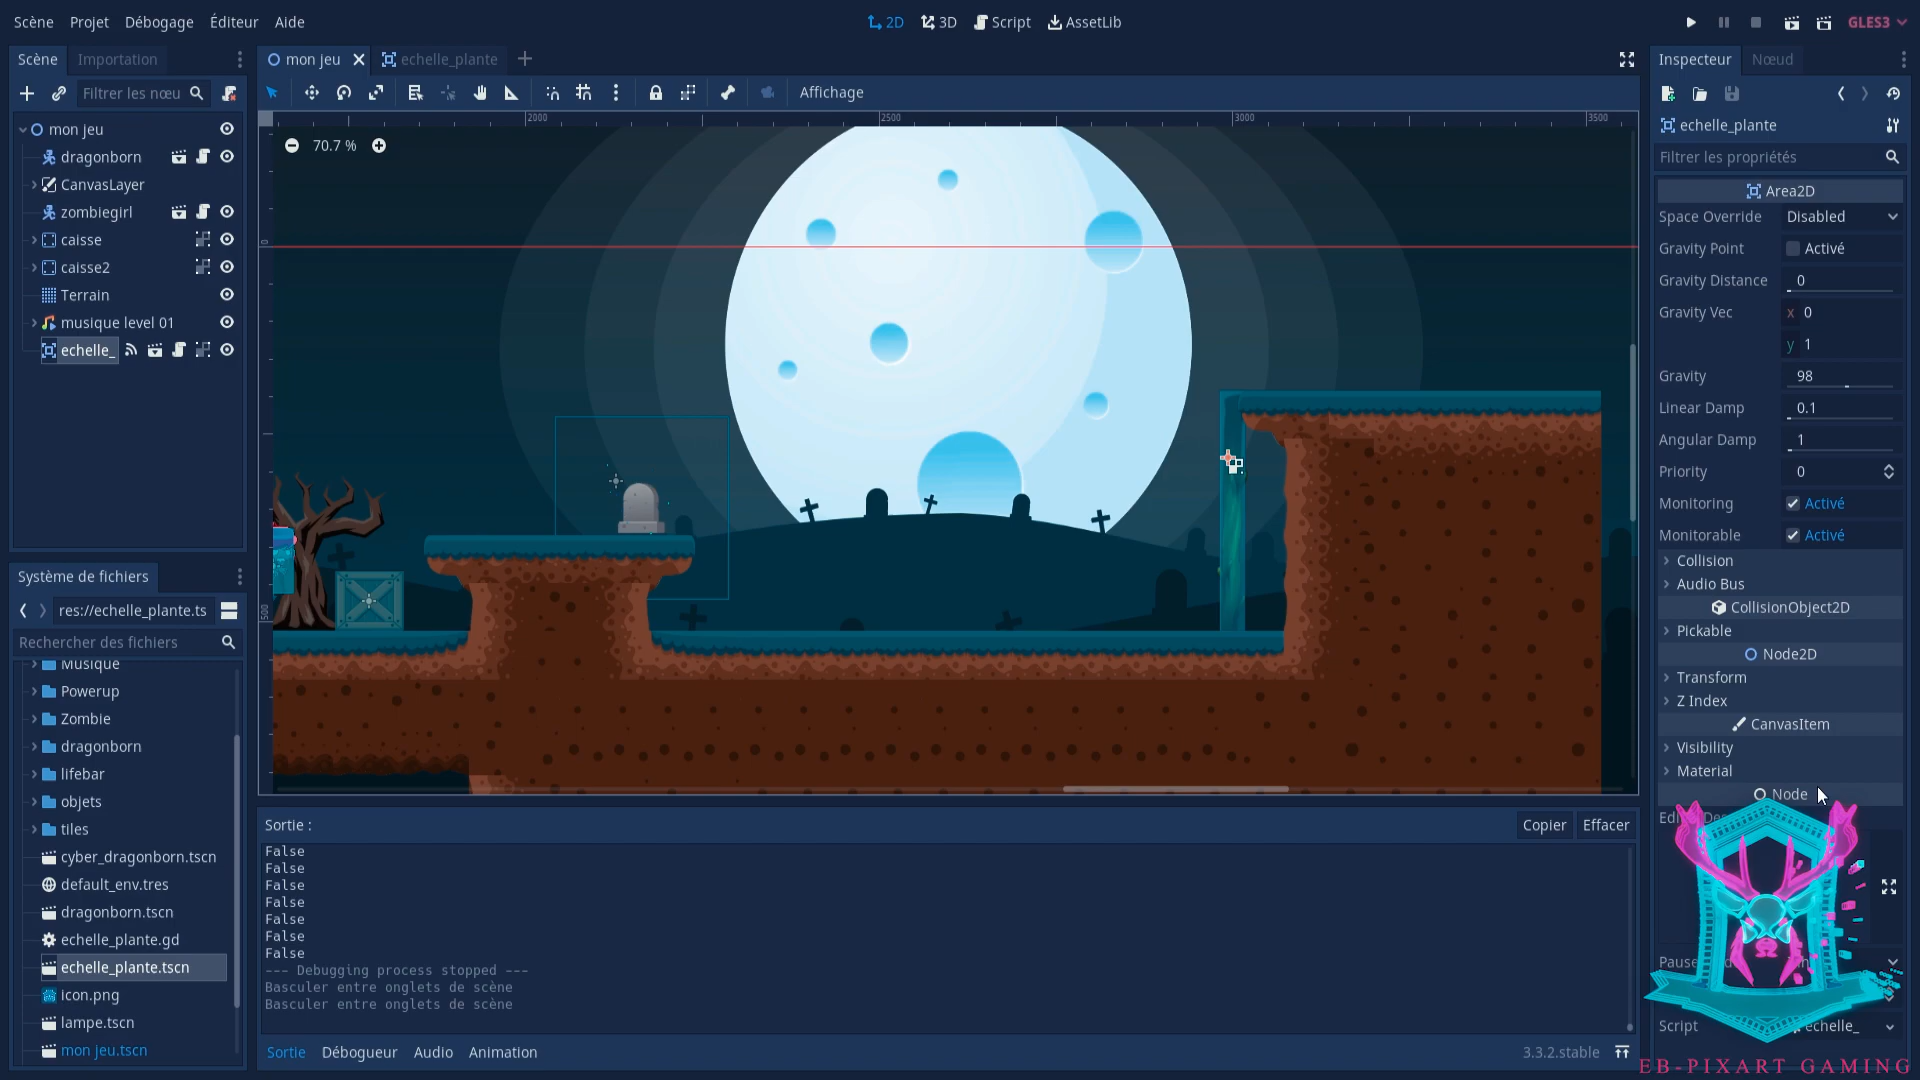 Scène Projet Débogage Éditeur Aide 2D 3D Script AssetLib GLES3
Scène Importation
Filtrer les nœu
mon jeu
dragonborn
CanvasLayer
zombiegirl
caisse
caisse2
Terrain
musique level 01
echelle_
Système de fichiers
res://echelle_plante.ts
Rechercher des fichiers
Musique
Powerup
Zombie
dragonborn
lifebar
objets
tiles
cyber_dragonborn.tscn
default_env.tres
dragonborn.tscn
echelle_plante.gd
echelle_plante.tscn
icon.png
lampe.tscn
mon jeu.tscn
mon jeu echelle_plante
Affichage
2000 2500 3000 3500
70.7 %
0
500
Sortie :
Copier Effacer
False
False
False
False
False
False
False
--- Debugging process stopped ---
Basculer entre onglets de scène
Basculer entre onglets de scène
Sortie Débogueur Audio Animation 3.3.2.stable
Inspecteur Nœud
echelle_plante
Filtrer les propriétés
Area2D
Space Override Disabled
Gravity Point Activé
Gravity Distance 0
Gravity Vec x 0
y 1
Gravity 98
Linear Damp 0.1
Angular Damp 1
Priority 0
Monitoring Activé
Monitorable Activé
Collision
Audio Bus
CollisionObject2D
Pickable
Node2D
Transform
Z Index
CanvasItem
Visibility
Material
Node
Script echelle_
EB-PIXART GAMING